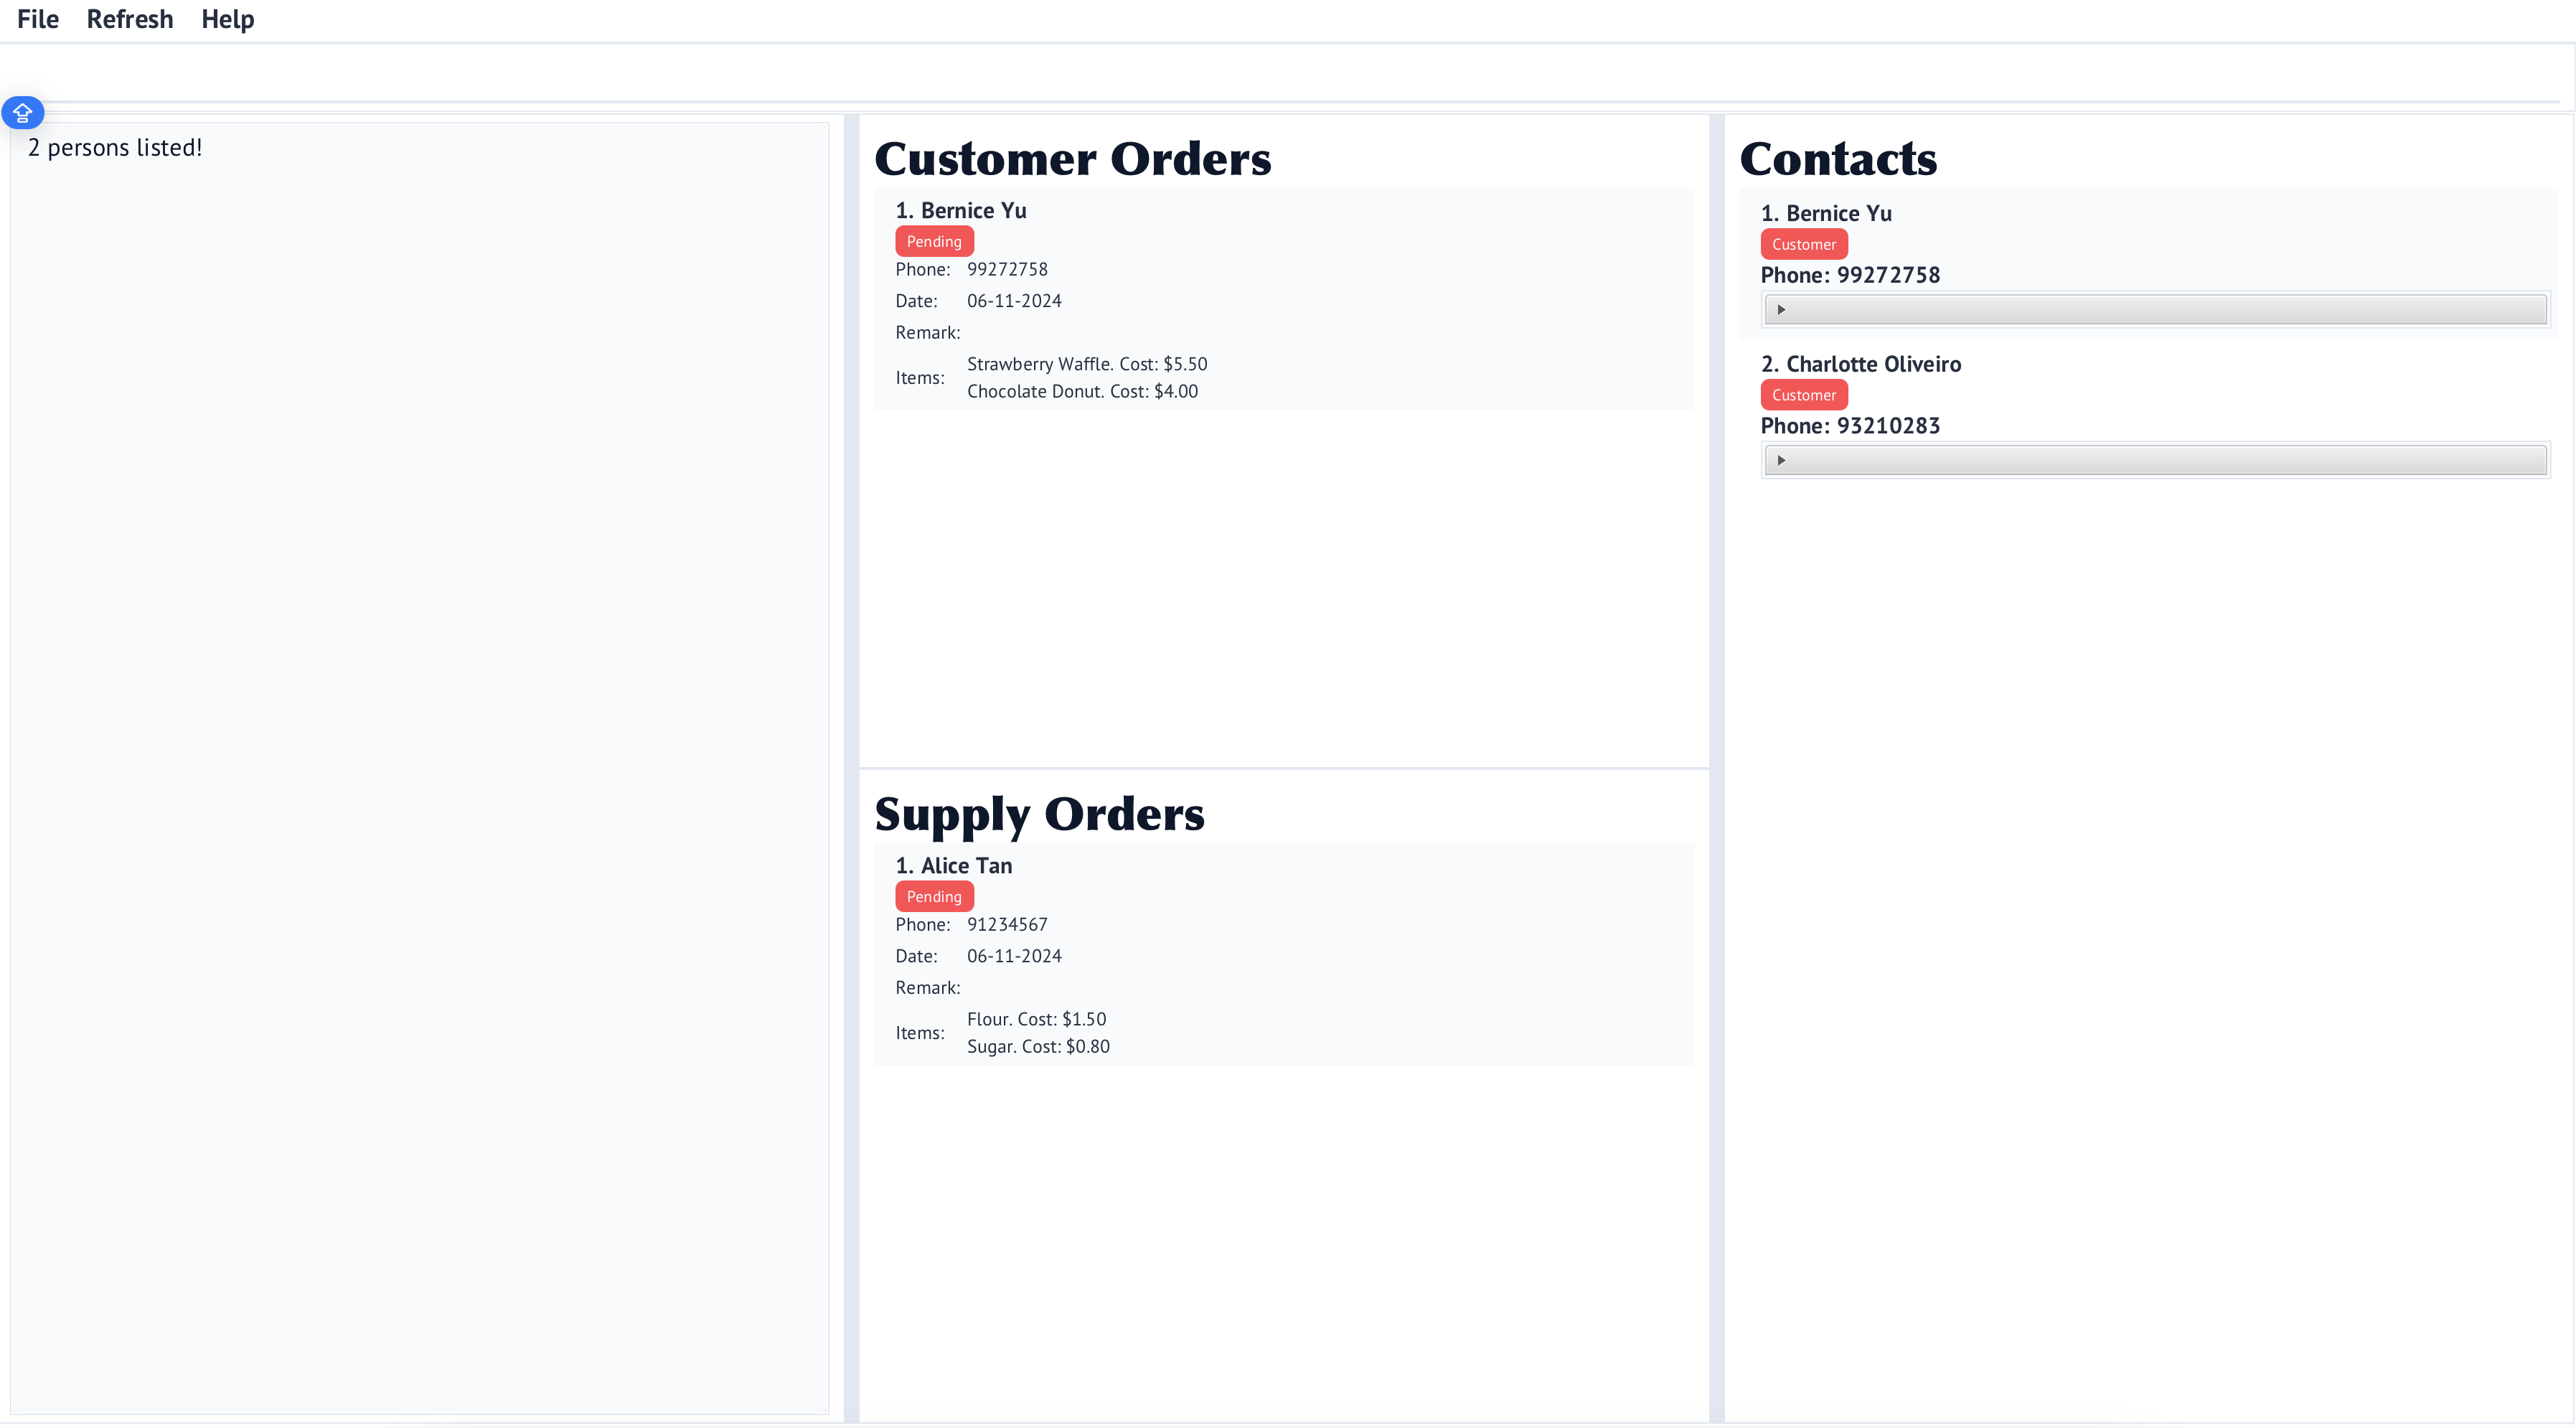 File Refresh Help
2 persons listed!
Customer Orders
1. Bernice Yu
Pending
Phone: 99272758
Date: 06-11-2024
Remark:
Items:
Strawberry Waffle. Cost: $5.50
Chocolate Donut. Cost: $4.00
Supply Orders
1. Alice Tan
Pending
Phone: 91234567
Date: 06-11-2024
Remark:
Items:
Flour. Cost: $1.50
Sugar. Cost: $0.80
Contacts
1. Bernice Yu
Customer
Phone: 99272758
2. Charlotte Oliveiro
Customer
Phone: 93210283